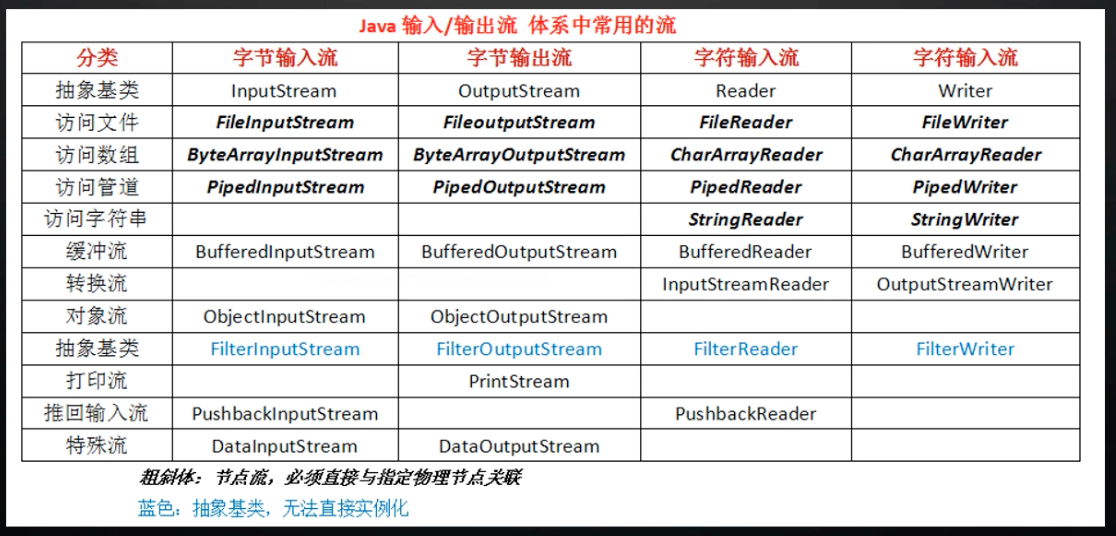 Java 输入/输出流 体系中常用的流
分类 字节输入流 字节输出流 字符输入流 字符输入流
抽象基类 InputStream OutputStream Reader Writer
访问文件 FileInputStream FileoutputStream FileReader FileWriter
访问数组 ByteArrayInputStream ByteArrayOutputStream CharArrayReader CharArrayReader
访问管道 PipedInputStream PipedOutputStream PipedReader PipedWriter
访问字符串 StringReader StringWriter
缓冲流 BufferedInputStream BufferedOutputStream BufferedReader BufferedWriter
转换流 InputStreamReader OutputStreamWriter
对象流 ObjectInputStream ObjectOutputStream
抽象基类 FilterInputStream FilterOutputStream FilterReader FilterWriter
打印流 PrintStream
推回输入流 PushbackInputStream PushbackReader
特殊流 DataInputStream DataOutputStream
粗斜体：节点流，必须直接与指定物理节点关联
蓝色：抽象基类，无法直接实例化